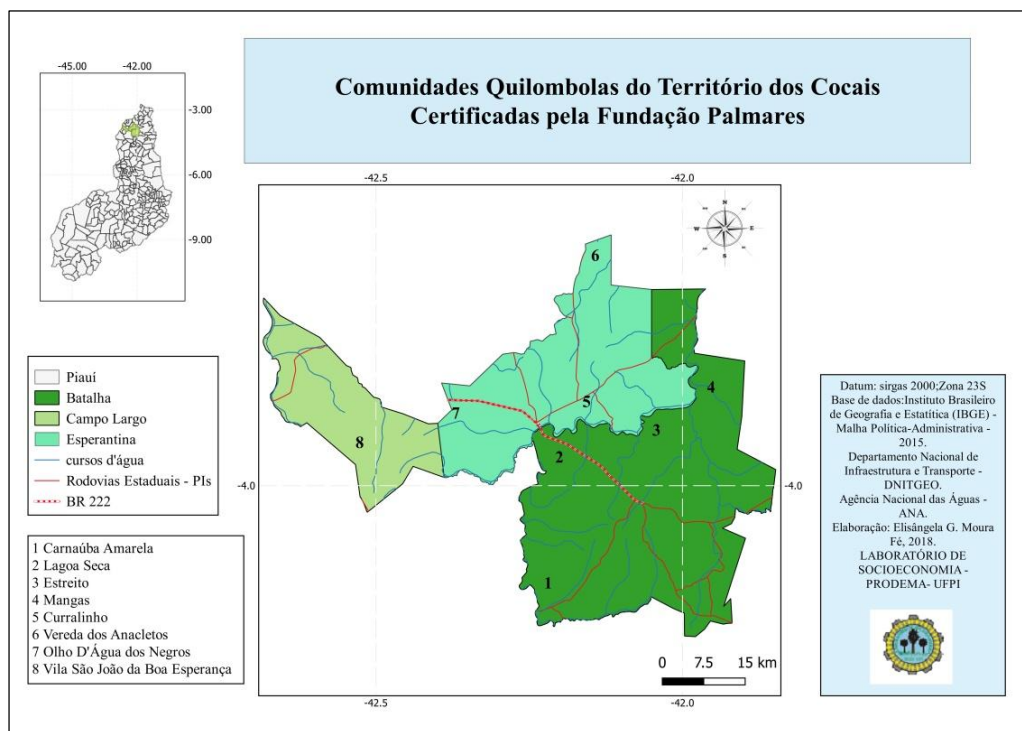 Comunidades Quilombolas do Território dos Cocais
Certificadas pela Fundação Palmares
-45.00 -42.00
-3.00
-6.00
-9.00
Piauí
Batalha
Campo Largo
Esperantina
cursos d'água
Rodovias Estaduais - PIs
BR 222
1 Carnaúba Amarela
2 Lagoa Seca
3 Estreito
4 Mangas
5 Curralinho
6 Vereda dos Anacletos
7 Olho D'Água dos Negros
8 Vila São João da Boa Esperança
-42.5 -42.0
N
W E
S
6
4
7
5
3
8
2
1
-4.0 -4.0
0 7.5 15 km
-42.5 -42.0
Datum: sirgas 2000;Zona 23S
Base de dados:Instituto Brasileiro
de Geografia e Estatítica (IBGE) -
Malha Política-Administrativa -
2015.
Departamento Nacional de
Infraestrutura e Transporte -
DNITGEO.
Agência Nacional das Águas -
ANA.
Elaboração: Elisângela G. Moura
Fé, 2018.
LABORATÓRIO DE
SOCIOECONOMIA -
PRODEMA- UFPI